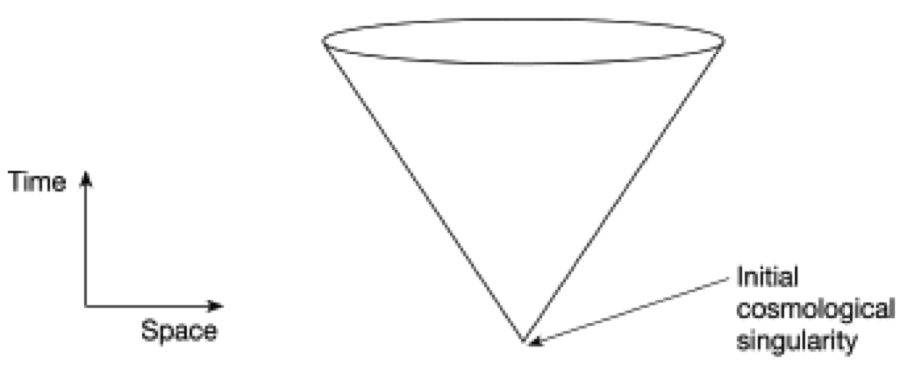 Time
Space
Initial
cosmological
singularity